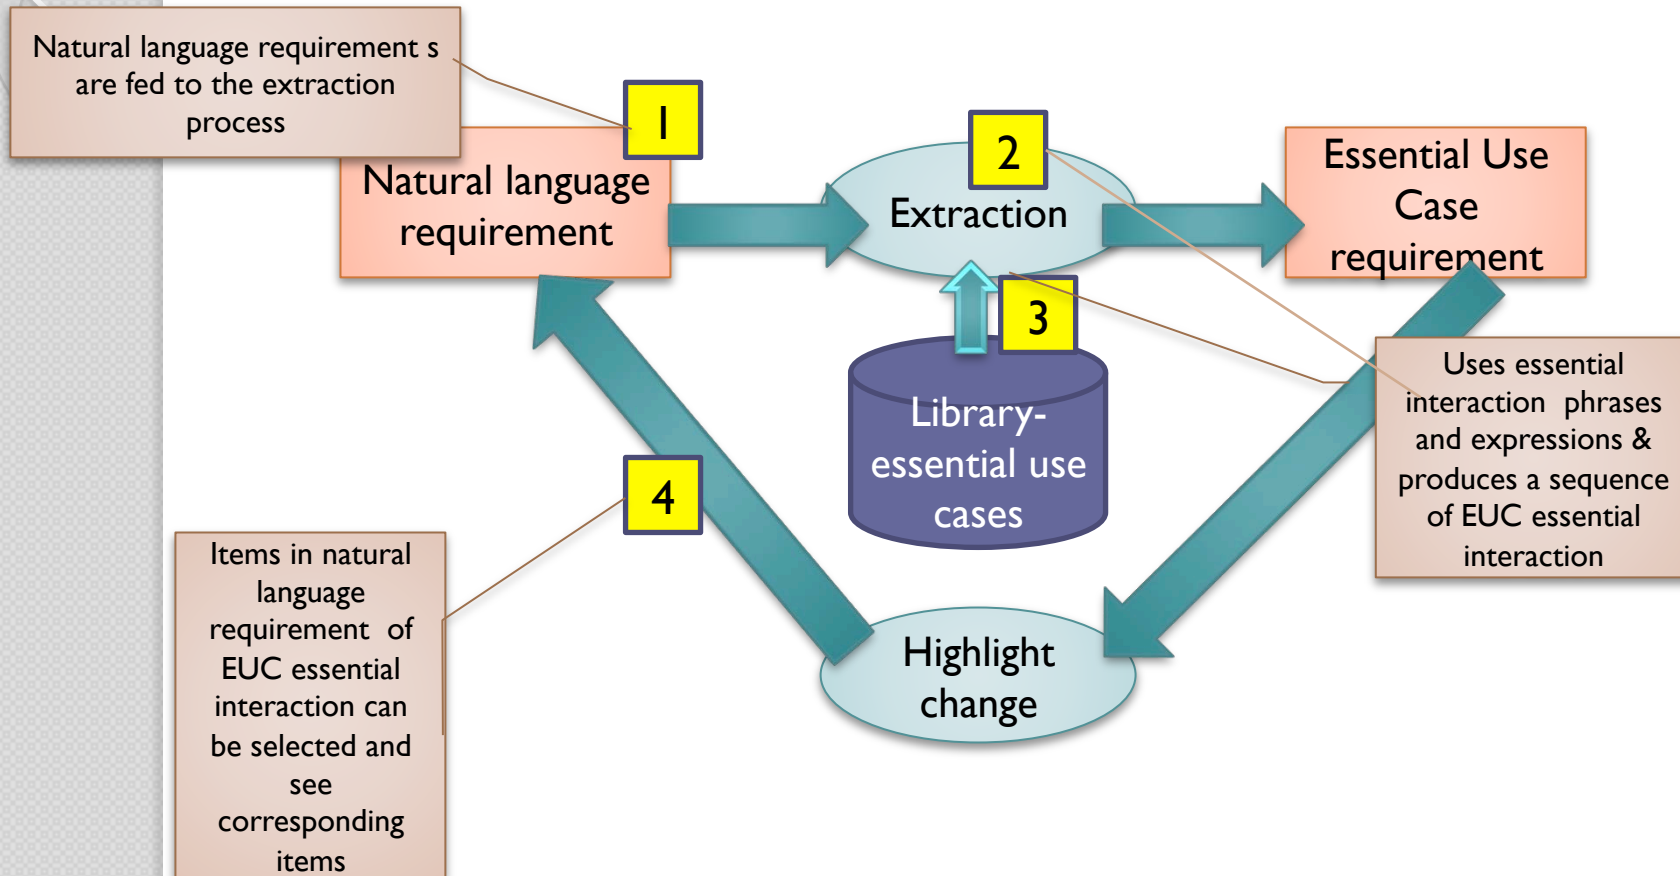 Natural language requirement s
are fed to the extraction
process
1
Natural language
requirement
2
Extraction
Essential Use
Case
requirement
3
Library-
essential use
cases
Uses essential
interaction phrases
and expressions &
produces a sequence
of EUC essential
interaction
4
Items in natural
language
requirement of
EUC essential
interaction can
be selected and
see
corresponding
items
Highlight
change